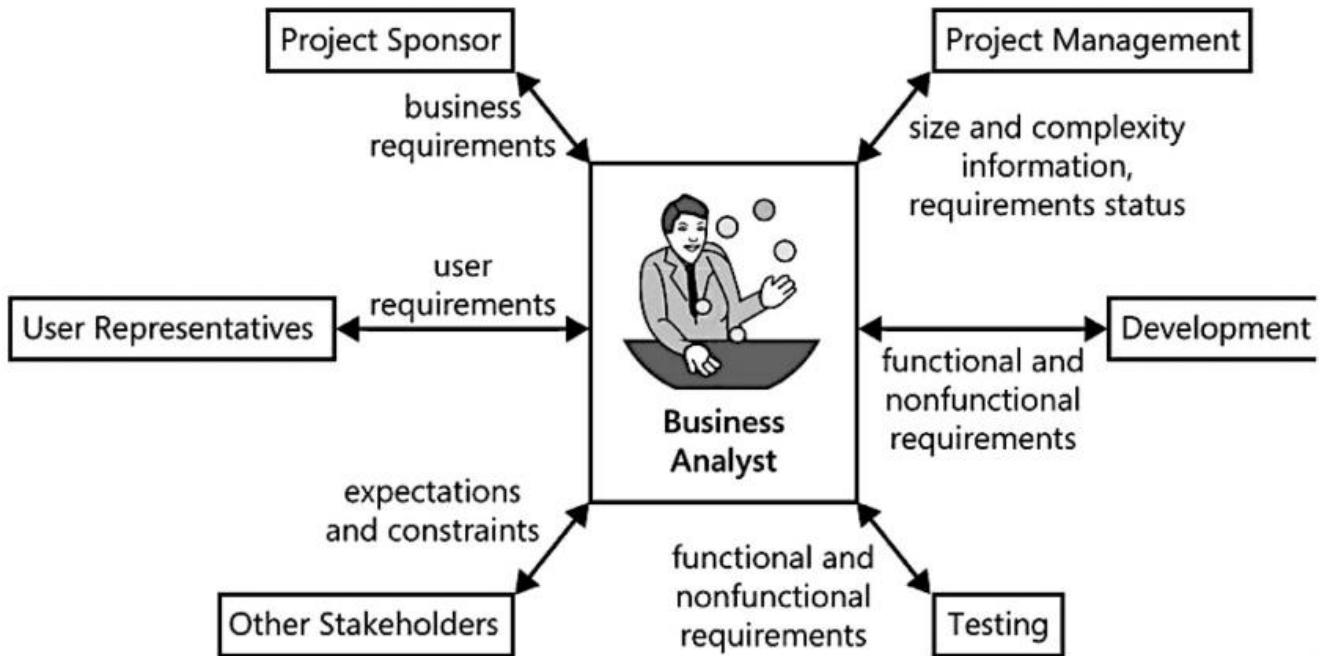 Project Sponsor
Project Management
business
requirements
size and complexity
information,
requirements status
user
requirements
User Representatives
Development
functional and
nonfunctional
requirements
Business
Analyst
expectations
and constraints
functional and
nonfunctional
requirements
Other Stakeholders
Testing